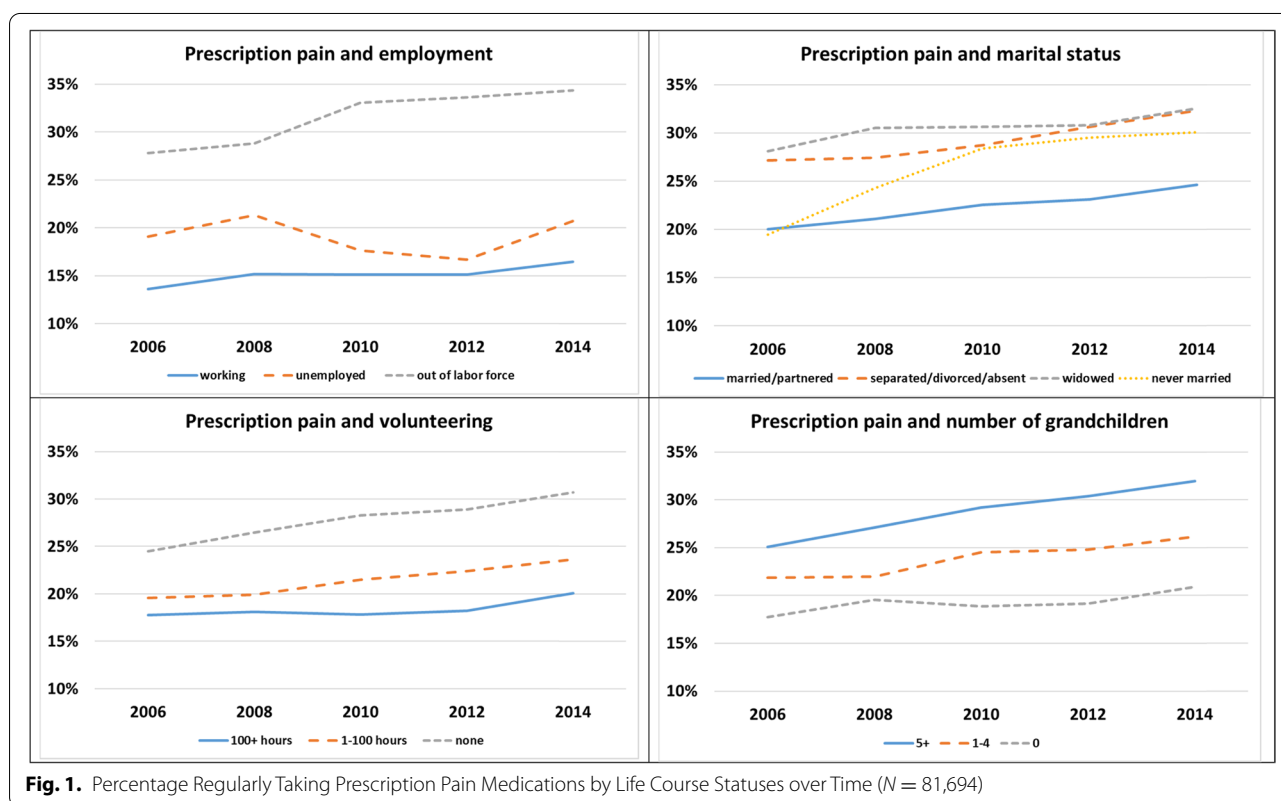 Prescription pain and employment
35%
30%
25%
20%
15%
10%
2006 2008 2010 2012 2014
working unemployed out of labor force
Prescription pain and marital status
35%
30%
25%
20%
15%
10%
2006 2008 2010 2012 2014
married/partnered separated/divorced/absent widowed never married
Prescription pain and volunteering
35%
30%
25%
20%
15%
10%
2006 2008 2010 2012 2014
100+ hours 1-100 hours none
Prescription pain and number of grandchildren
35%
30%
25%
20%
15%
10%
2006 2008 2010 2012 2014
5+ 1-4 0
Fig. 1. Percentage Regularly Taking Prescription Pain Medications by Life Course Statuses over Time (N = 81,694)